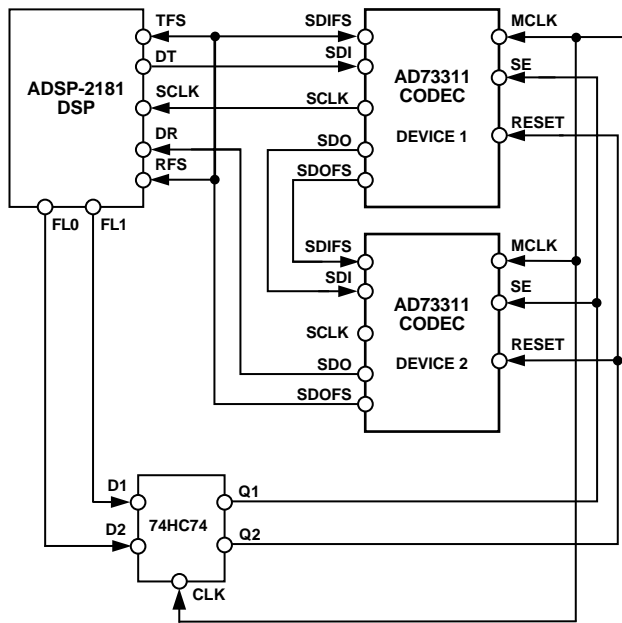 TFS
DT
SCLK
DR
RFS
ADSP-2181
DSP
FL0
FL1
SDIFS
SDI
SCLK
SDO
SDOFS
AD73311
CODEC
DEVICE 1
MCLK
SE
RESET
SDIFS
SDI
SCLK
SDO
SDOFS
AD73311
CODEC
DEVICE 2
MCLK
SE
RESET
D1
D2
74HC74
Q1
Q2
CLK